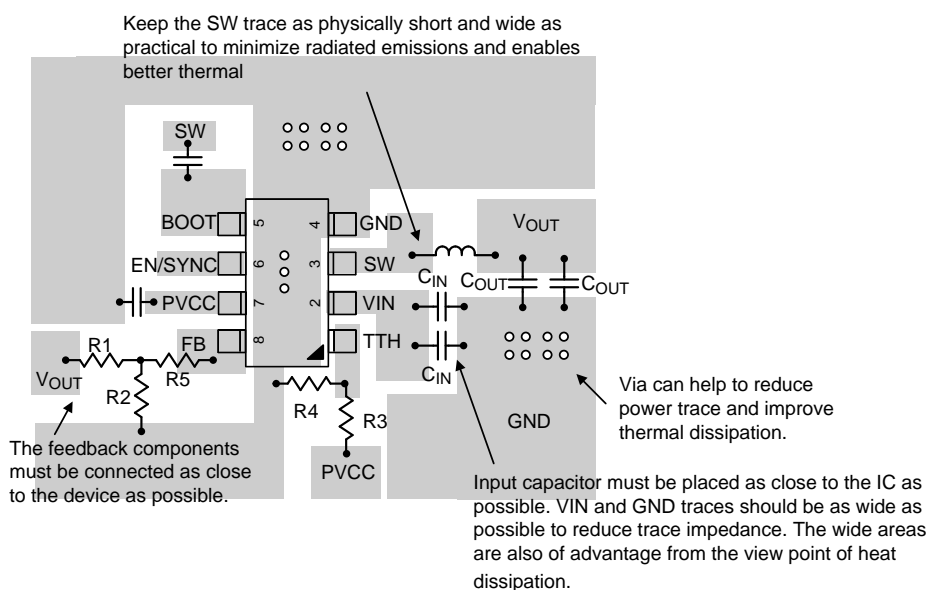 Keep the SW trace as physically short and wide as
practical to minimize radiated emissions and enables
better thermal
SW
BOOT
5
4
GND
VOUT
EN/SYNC
6
3
SW
CIN
COUT
COUT
PVCC
7
2
VIN
R1
FB
8
TTH
VOUT
R5
CIN
R2
R4
R3
GND
PVCC
Via can help to reduce
power trace and improve
thermal dissipation.
The feedback components
must be connected as close
to the device as possible.
Input capacitor must be placed as close to the IC as
possible. VIN and GND traces should be as wide as
possible to reduce trace impedance. The wide areas
are also of advantage from the view point of heat
dissipation.